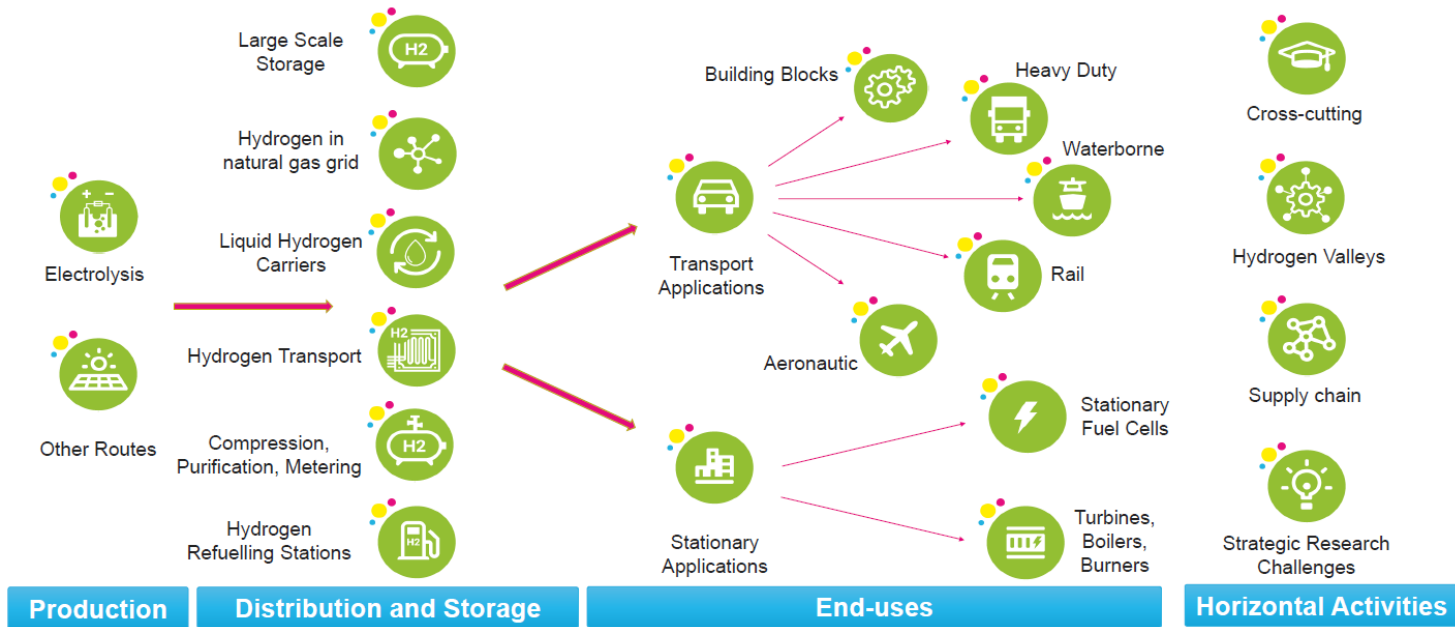 Electrolysis
Other Routes
Production
Large Scale
Storage
H2
Hydrogen in
natural gas grid
Liquid Hydrogen
Carriers
Hydrogen Transport
H2
Compression,
Purification, Metering
H2
Hydrogen
Refuelling Stations
H2
Distribution and Storage
Transport
Applications
Building Blocks
Heavy Duty
Waterborne
Rail
Aeronautic
Stationary
Applications
Stationary
Fuel Cells
Turbines,
Boilers,
Burners
End-uses
Cross-cutting
Hydrogen Valleys
Supply chain
Strategic Research
Challenges
Horizontal Activities